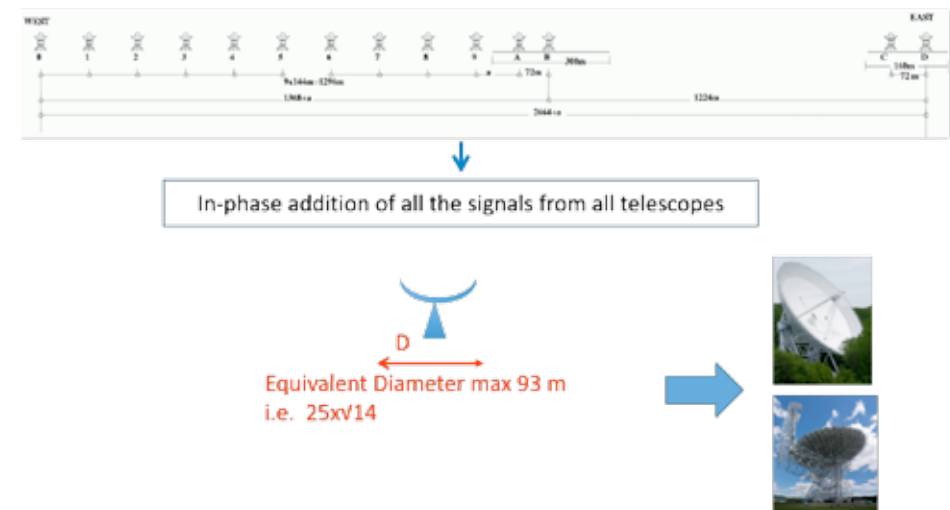 WEST EAST
0 1 2 3 4 5 6 7 8 9 A B C D
300m 168m
9x144m=1296m a 72m 72m
1368+a 1224m
2664+a
In-phase addition of all the signals from all telescopes
D
Equivalent Diameter max 93 m
i.e. 25x√14